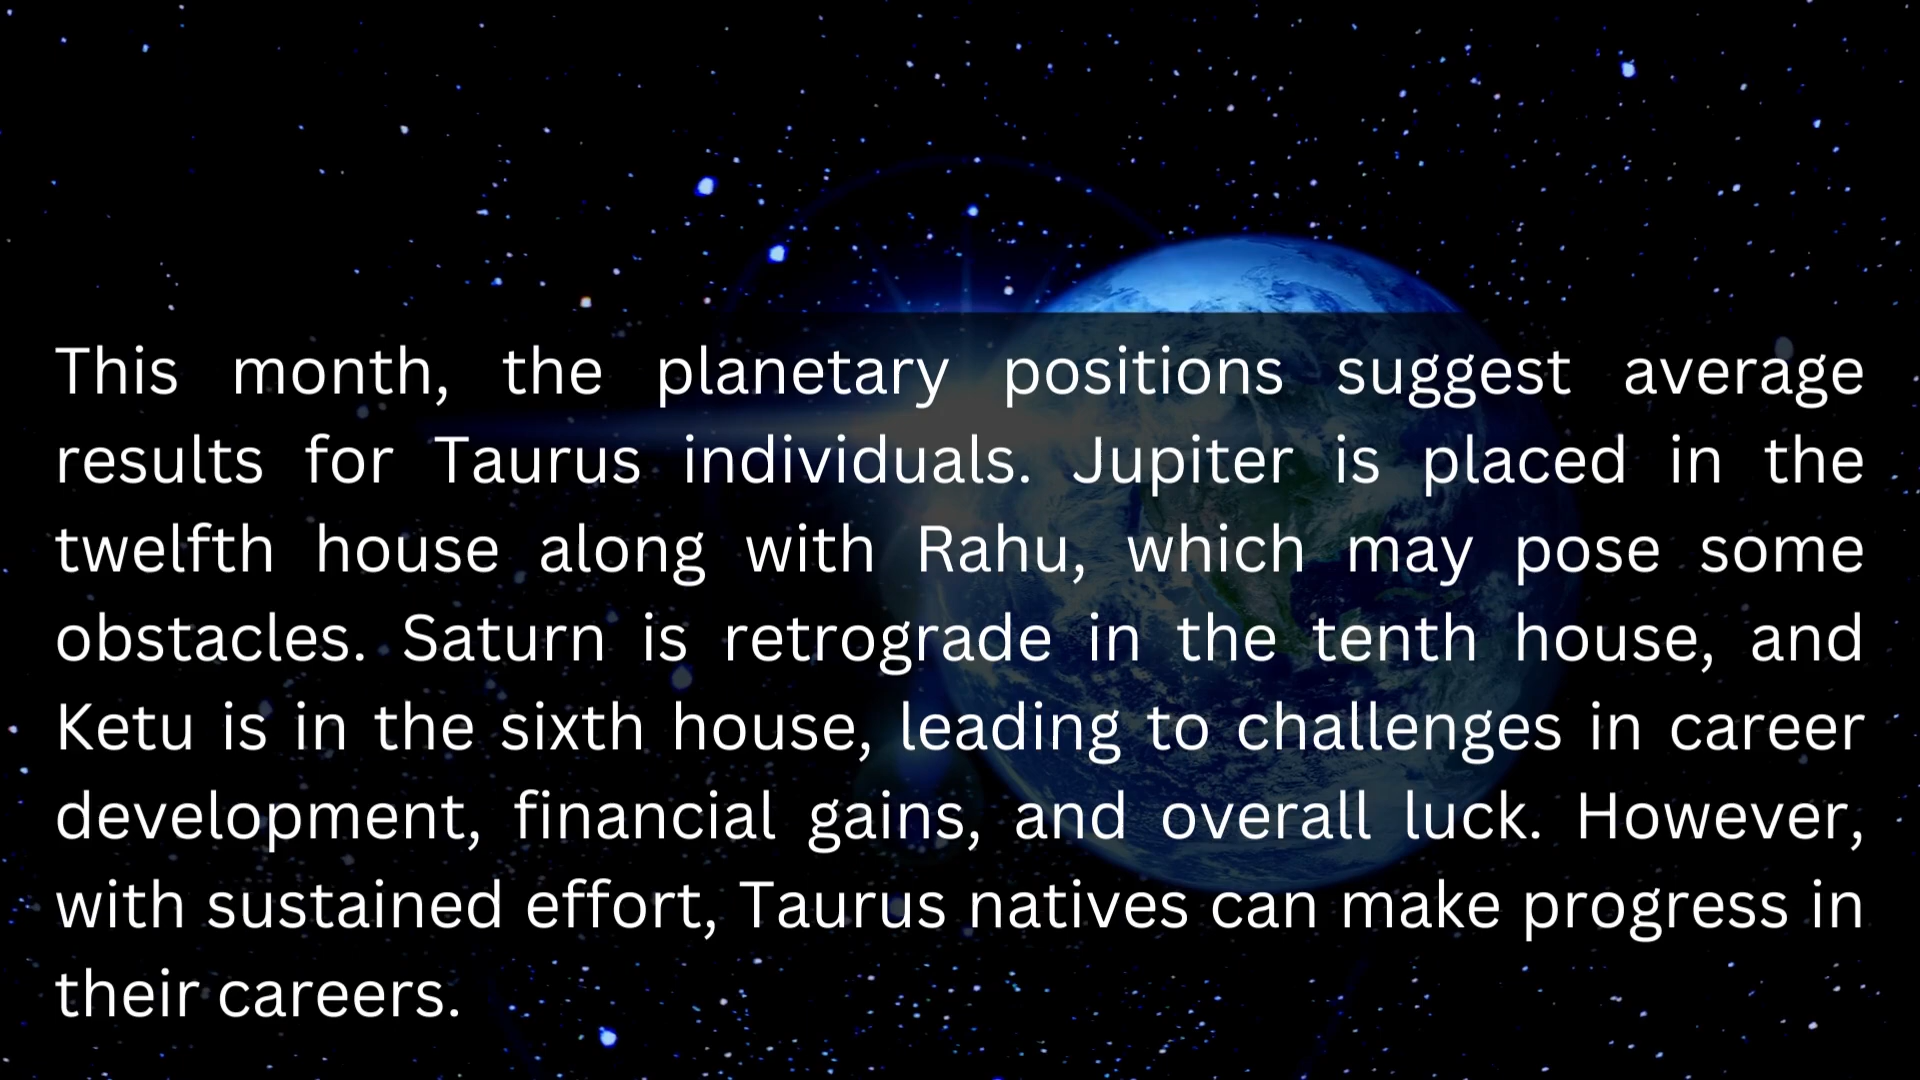 This month, the planetary positions suggest average
results for Taurus individuals. Jupiter is placed in the
twelfth house along with Rahu, which may pose some
obstacles. Saturn is retrograde in the tenth house, and
Ketu is in the sixth house, leading to challenges in career
development, financial gains, and overall luck. However,
with sustained effort, Taurus natives can make progress in
their careers.